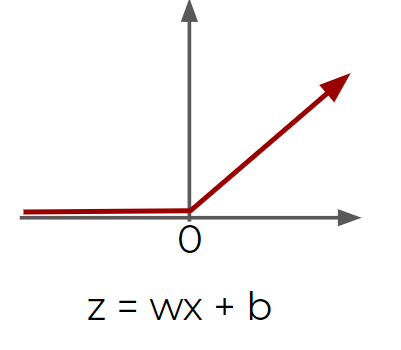 0
z = wx + b